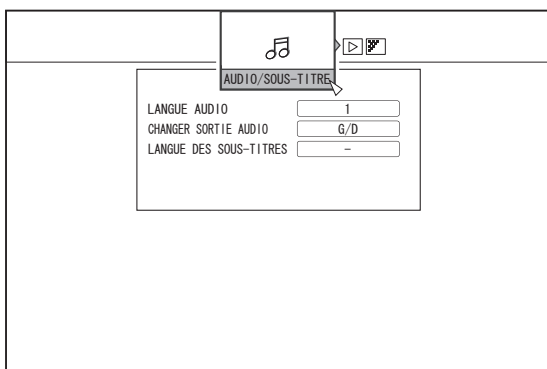 AUDIO/SOUS-TITRE
LANGUE AUDIO 1
CHANGER SORTIE AUDIO G/D
LANGUE DES SOUS-TITRES –